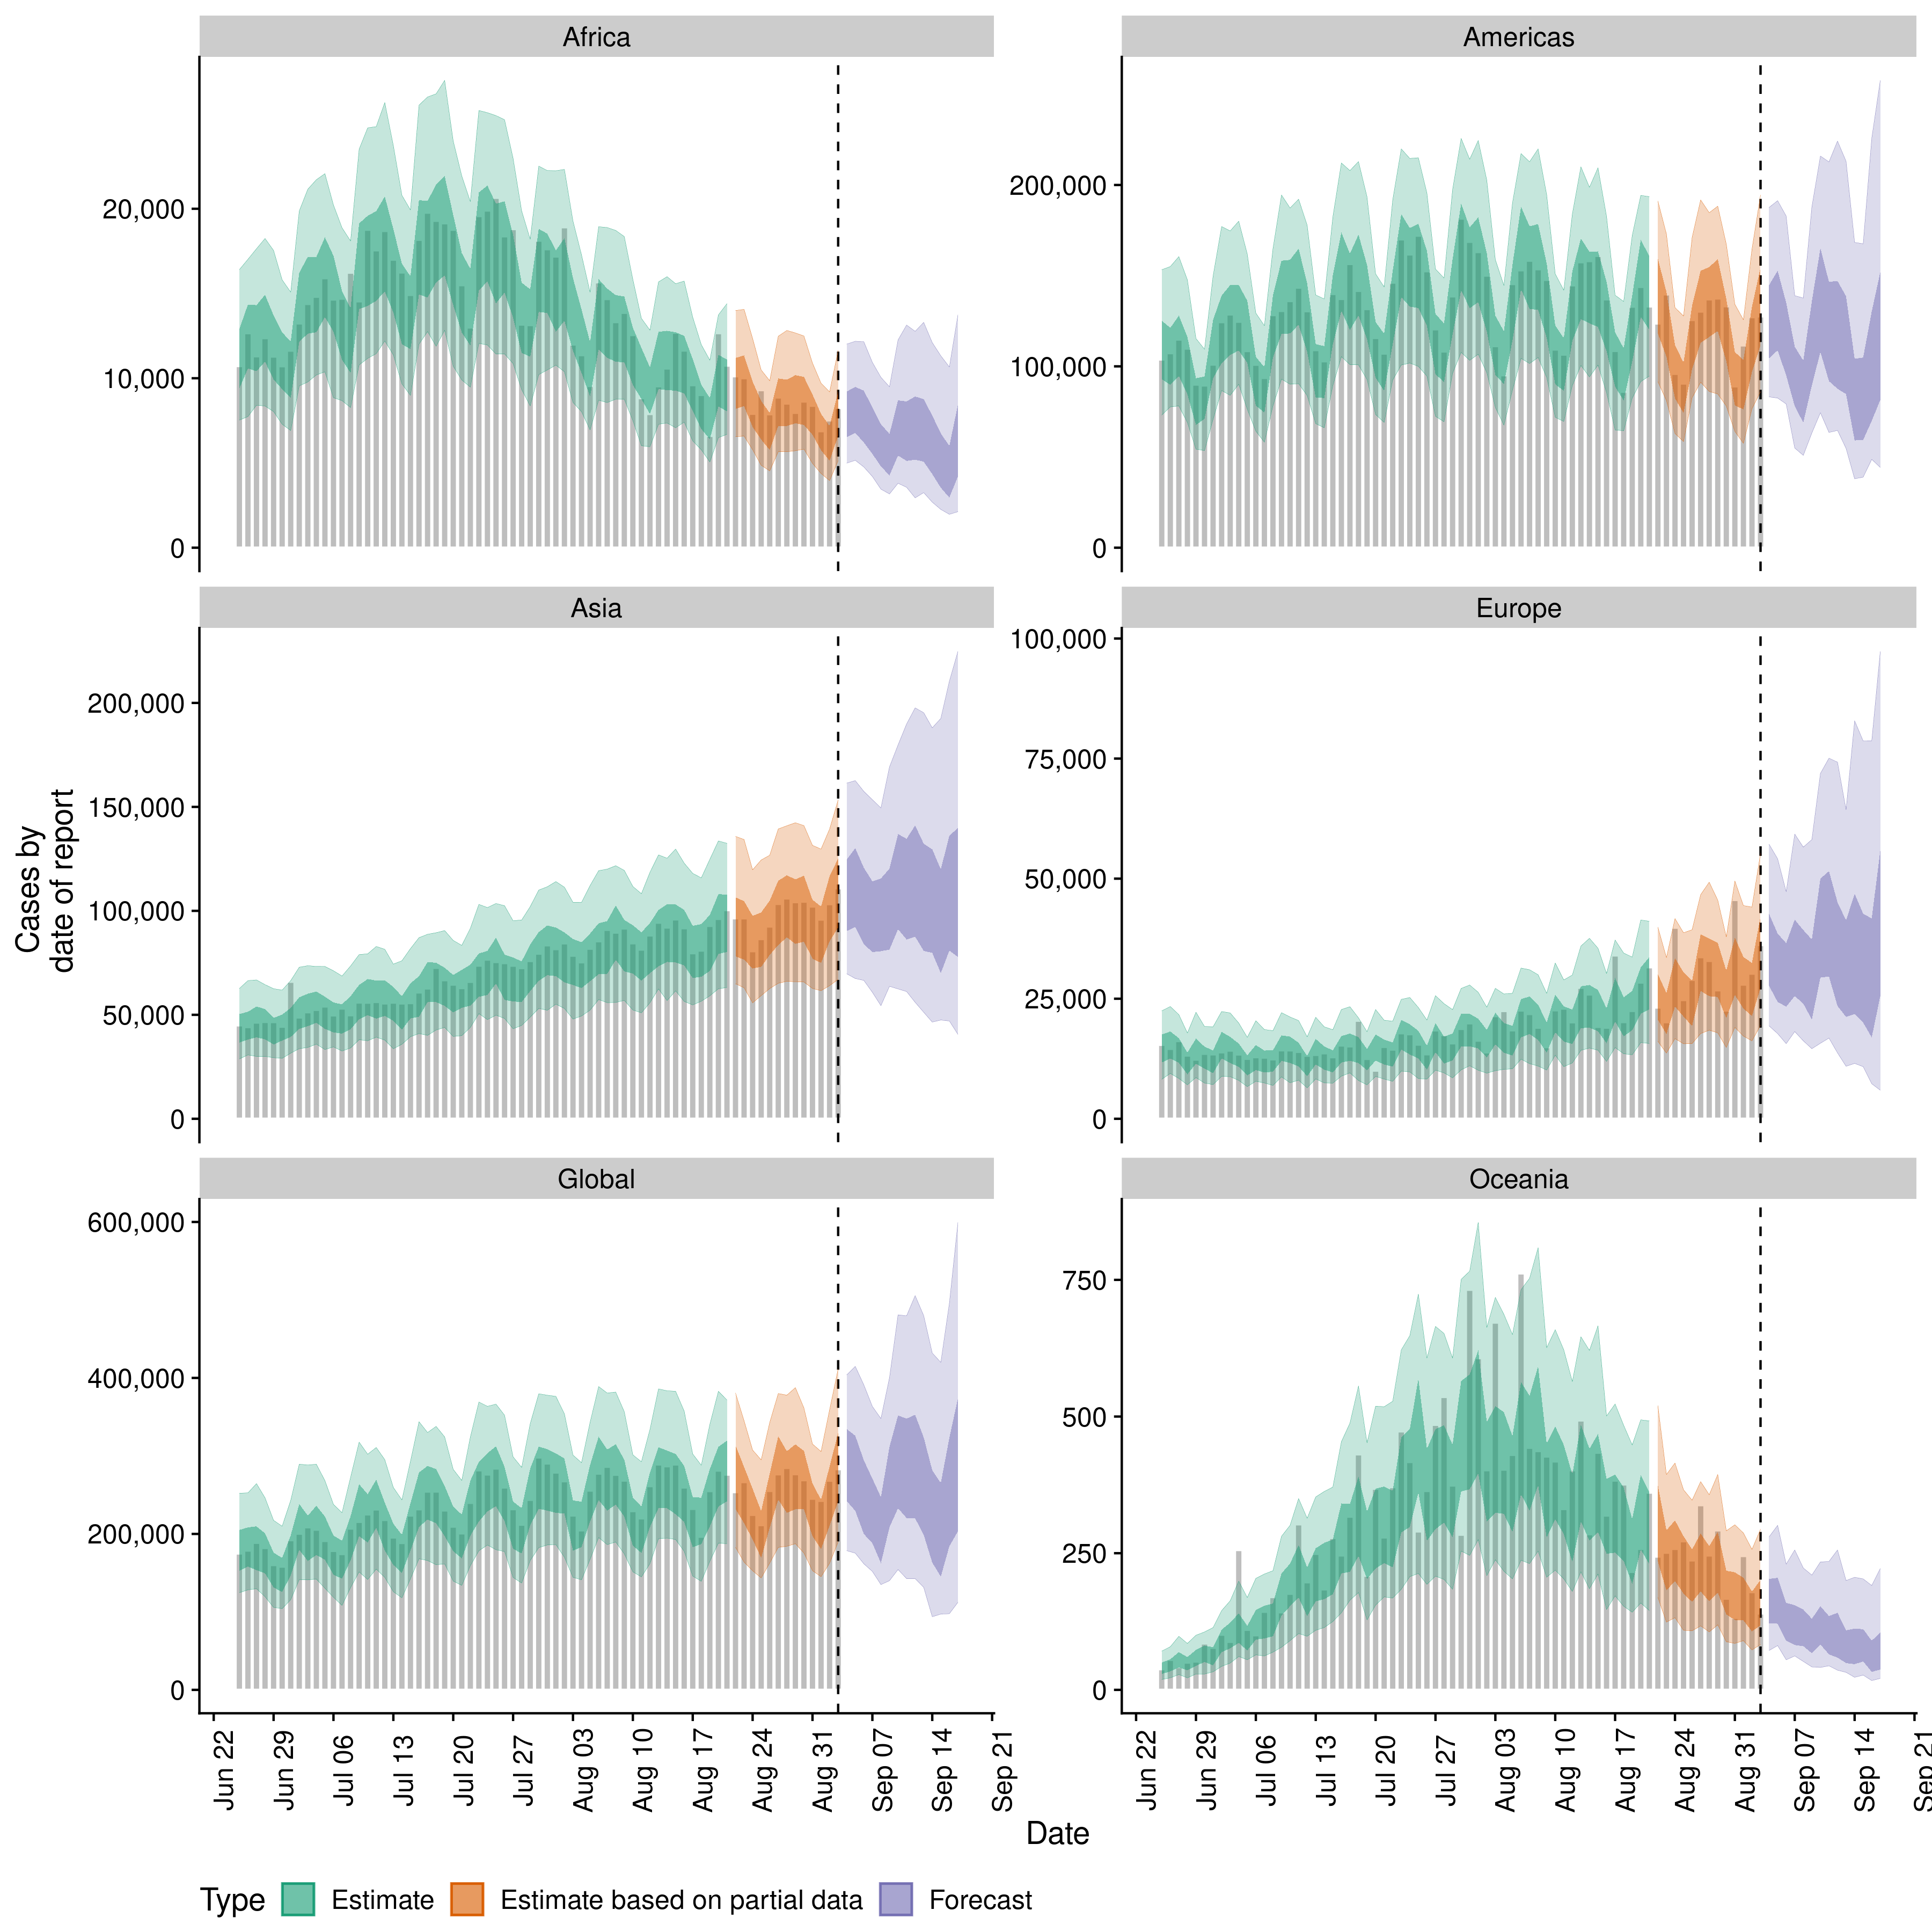 Africa
Americas
20,000
10,000
0
200,000
100,000
0
Asia
Europe
200,000
150,000
100,000
50,000
0
100,000
75,000
50,000
25,000
0
Cases by
date of report
Global
Oceania
600,000
400,000
200,000
0
750
500
250
0
Jun 22
Jun 29
Jul 06
Jul 13
Jul 20
Jul 27
Aug 03
Aug 10
Aug 17
Aug 24
Aug 31
Sep 07
Sep 14
Sep 21
Jun 22
Jun 29
Jul 06
Jul 13
Jul 20
Jul 27
Aug 03
Aug 10
Aug 17
Aug 24
Aug 31
Sep 07
Sep 14
Sep 21
Date
Type Estimate Estimate based on partial data Forecast